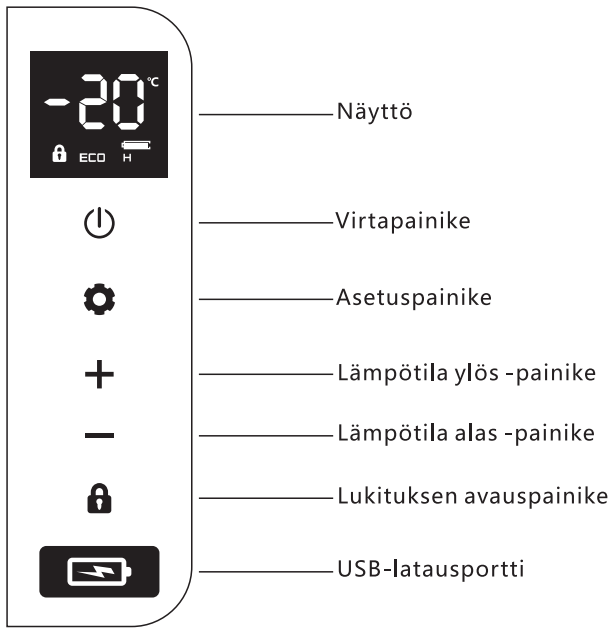 -20°C
Näyttö
ECO H
Virtapainike
Asetuspainike
Lämpötila ylös -painike
Lämpötila alas -painike
Lukituksen avauspainike
USB-latausportti